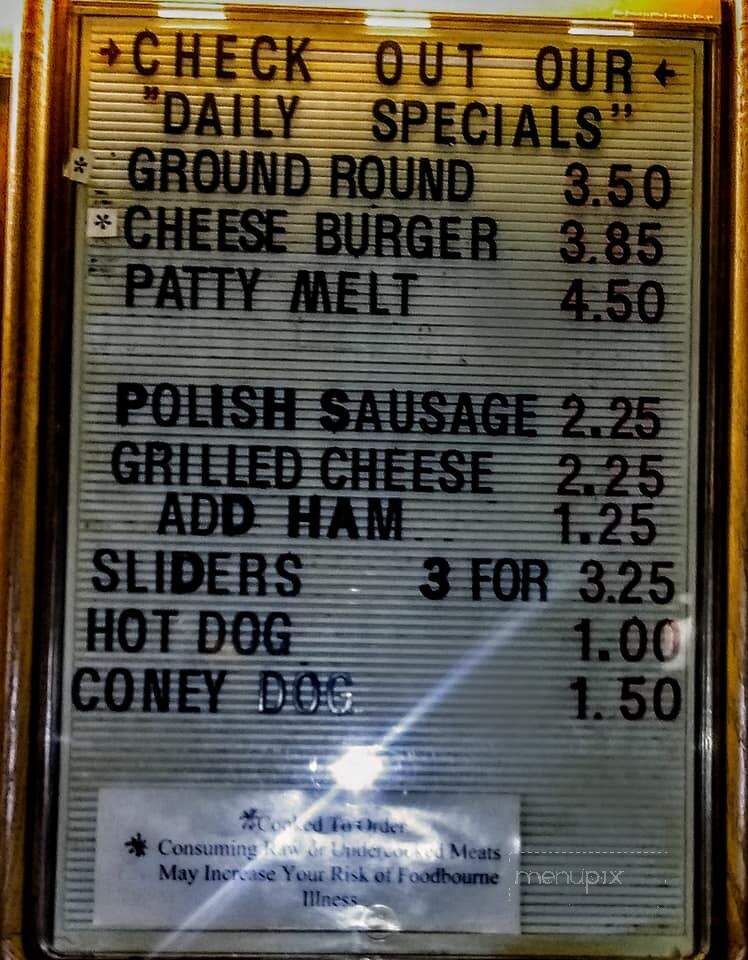 →CHECK OUT OUR←
"DAILY SPECIALS"
* GROUND ROUND 3.50
* CHEESE BURGER 3.85
PATTY MELT 4.50
POLISH SAUSAGE 2.25
GRILLED CHEESE 2.25
ADD HAM 1.25
SLIDERS 3 FOR 3.25
HOT DOG 1.00
CONEY DOG 1.50
*Cooked To Order
* Consuming Raw or Undercooked Meats
May Increase Your Risk of Foodbourne
Illness
menupix